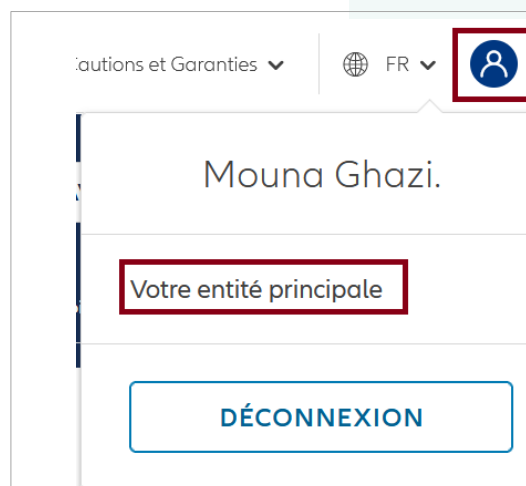 Cautions et Garanties
FR
Mouna Ghazi.
Votre entité principale
DÉCONNEXION